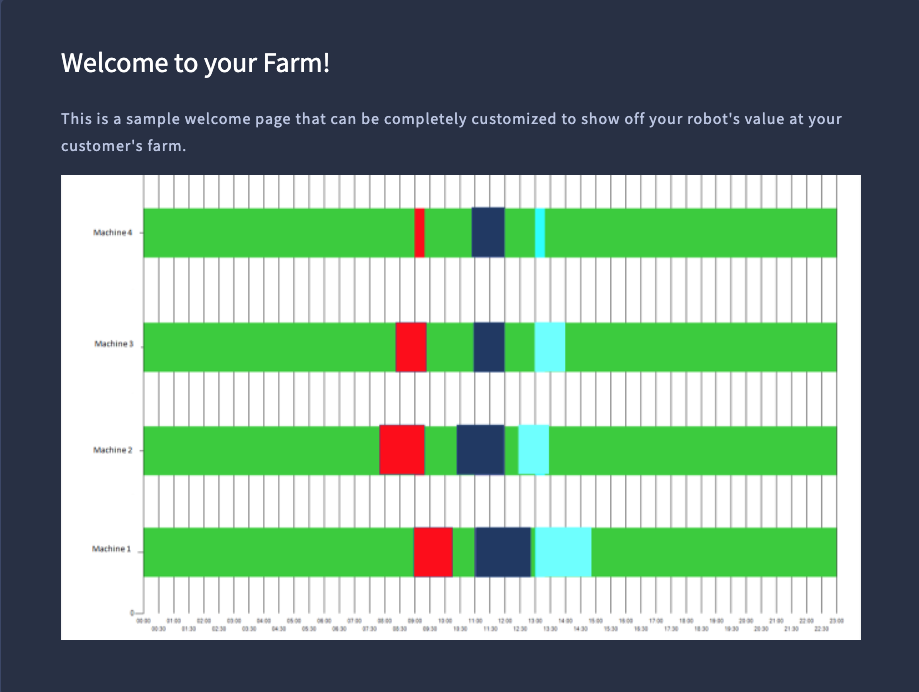 Welcome to your Farm!
This is a sample welcome page that can be completely customized to show off your robot's value at your
customer's farm.
Machine 4
Machine 3
Machine 2
Machine 1
0
00:00 01:00 02:00 03:00 04:00 05:00 06:00 07:00 08:00 09:00 10:00 11:00 12:00 13:00 14:00 15:00 16:00 17:00 18:00 19:00 20:00 21:00 22:00 23:00
00:30 01:30 02:30 03:30 04:30 05:30 06:30 07:30 08:30 09:30 10:30 11:30 12:30 13:30 14:30 15:30 16:30 17:30 18:30 19:30 20:30 21:30 22:30